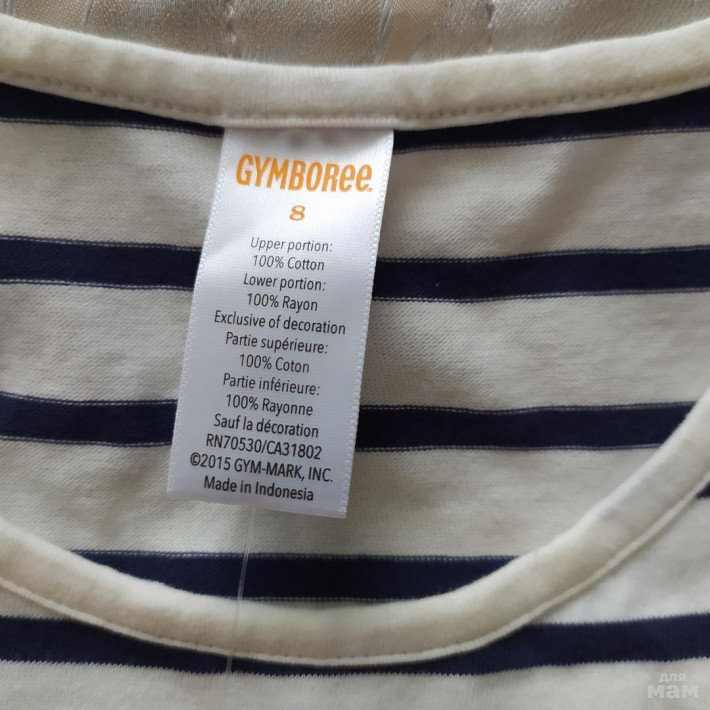 GYMBOREE
8
Upper portion:
100% Cotton
Lower portion:
100% Rayon
Exclusive of decoration
Partie supérieure:
100% Coton
Partie inférieure:
100% Rayonne
Sauf la décoration
RN70530/CA31802
©2015 GYM-MARK, INC.
Made in Indonesia
для
мам